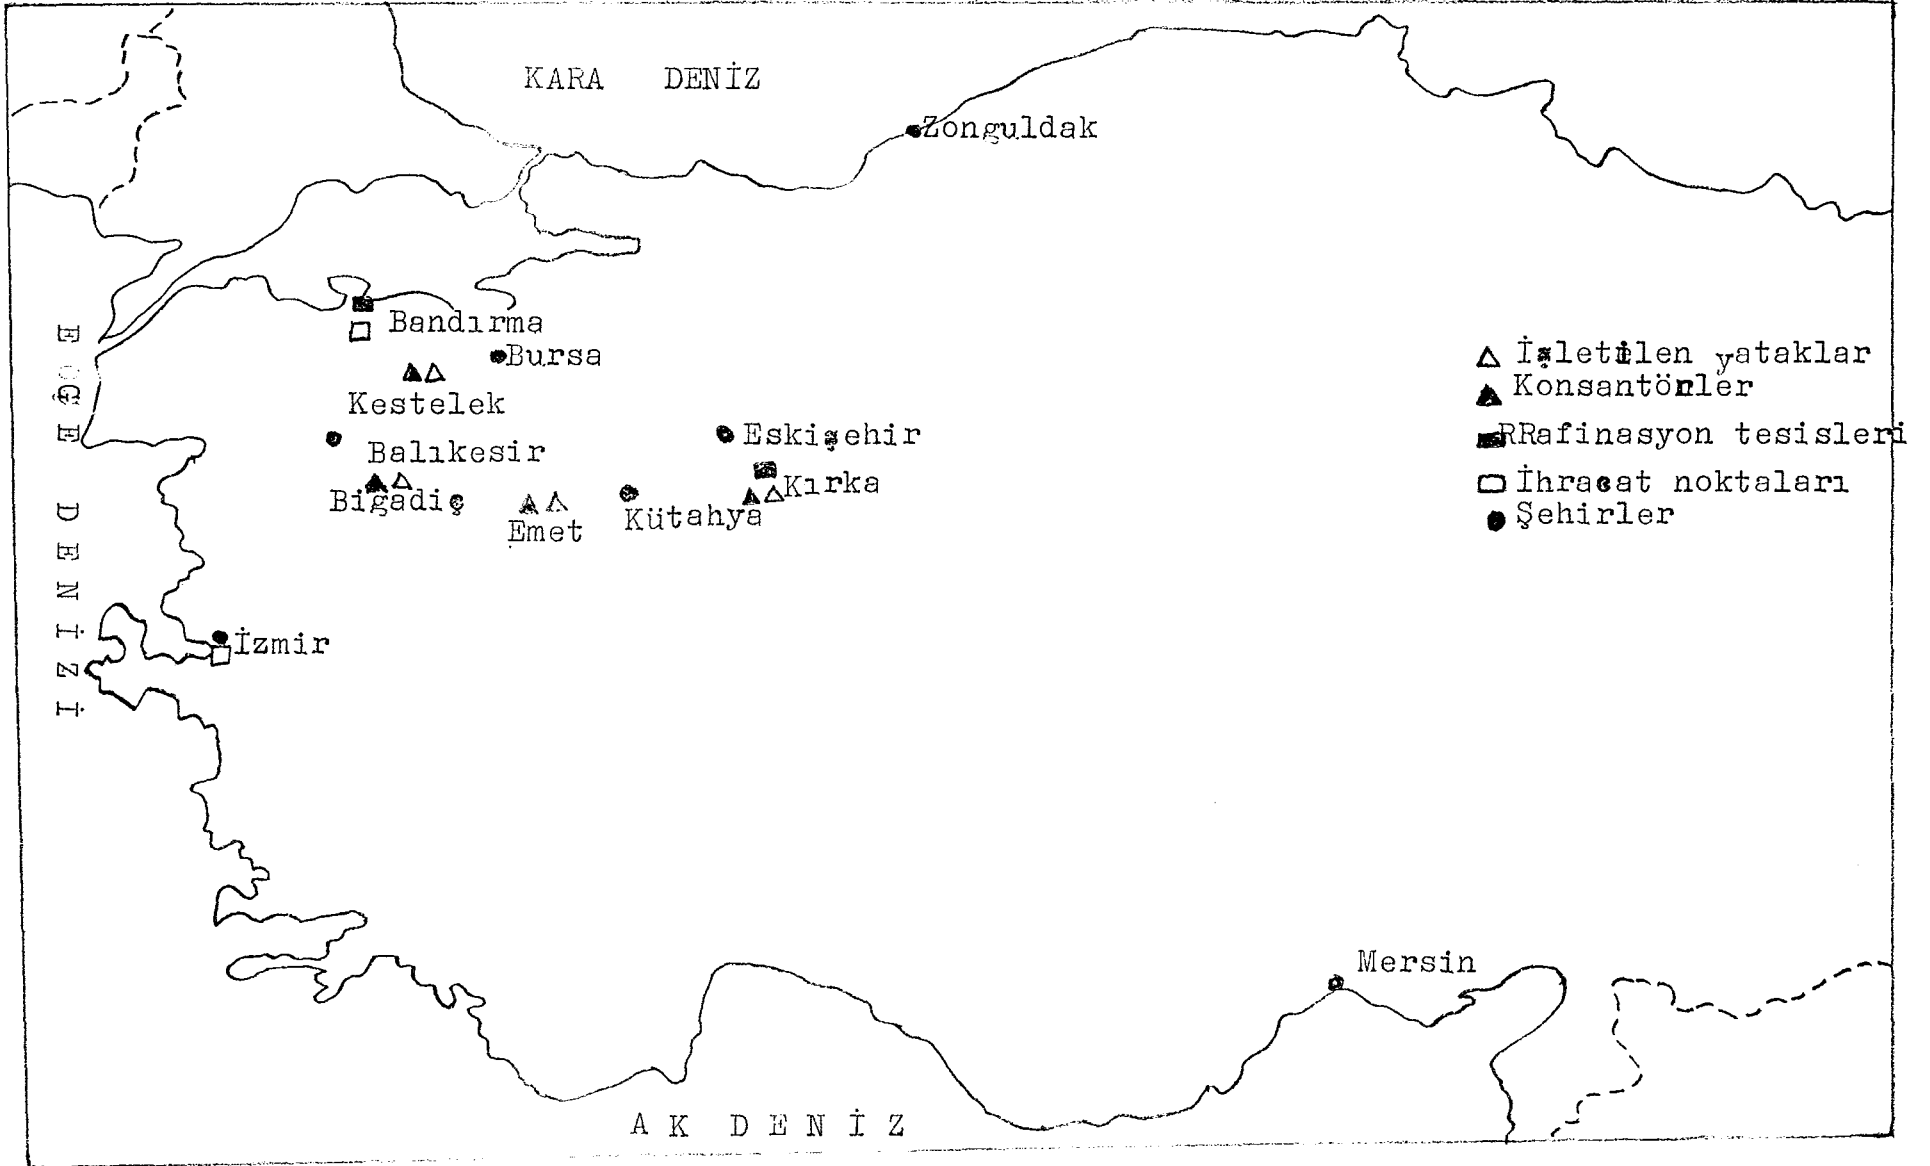 KARA DENİZ
Zonguldak
Bandırma
Bursa
Kestelek
Balıkesir
Bigadiç
Emet
Kütahya
Eskişehir
Kırka
İzmir
EGE DENİZİ
Mersin
AK DENİZ
İşletilen yataklar
Konsantörler
RRafinasyon tesisleri
İhracat noktaları
Şehirler